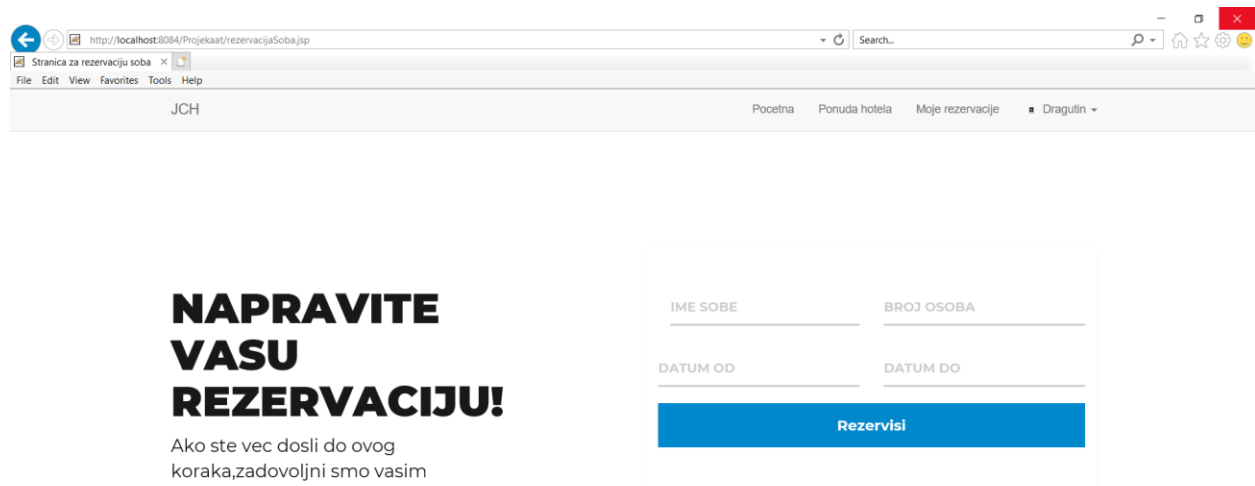 http://localhost:8084/Projekaat/rezervacijaSoba.jsp
Search...
Stranica za rezervaciju soba
File Edit View Favorites Tools Help
JCH Pocetna Ponuda hotela Moje rezervacije Dragutin
NAPRAVITE
VASU
REZERVACIJU!
Ako ste vec dosli do ovog
koraka,zadovoljni smo vasim
IME SOBE BROJ OSOBA
DATUM OD DATUM DO
Rezervisi